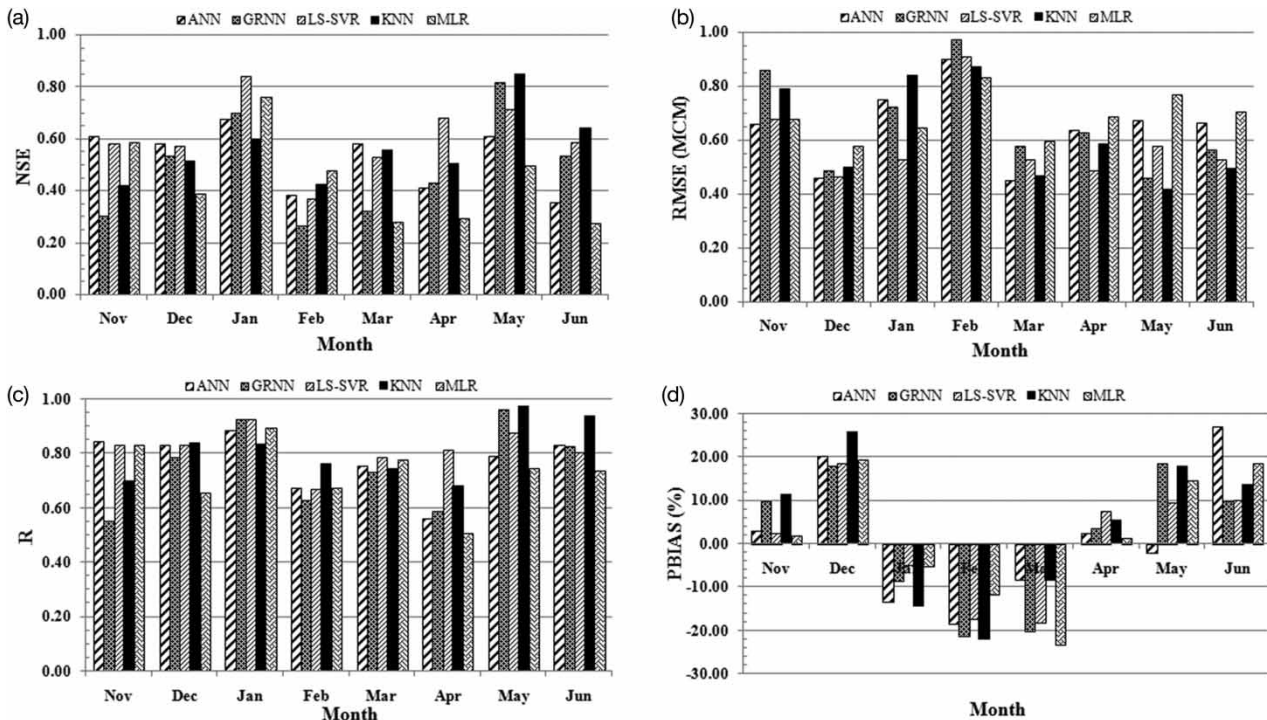 (a)
ANN GRNN LS-SVR KNN MLR
1.00
0.80
0.60
0.40
0.20
0.00
NSE
Nov Dec Jan Feb Mar Apr May Jun
Month
(b)
ANN GRNN LS-SVR KNN MLR
1.00
0.80
0.60
0.40
0.20
0.00
RMSE (MCM)
Nov Dec Jan Feb Mar Apr May Jun
Month
(c)
ANN GRNN LS-SVR KNN MLR
1.00
0.80
0.60
0.40
0.20
0.00
R
Nov Dec Jan Feb Mar Apr May Jun
Month
(d)
ANN GRNN LS-SVR KNN MLR
30.00
20.00
10.00
0.00
-10.00
-20.00
-30.00
PBIAS (%)
Nov Dec Apr May Jun
Month